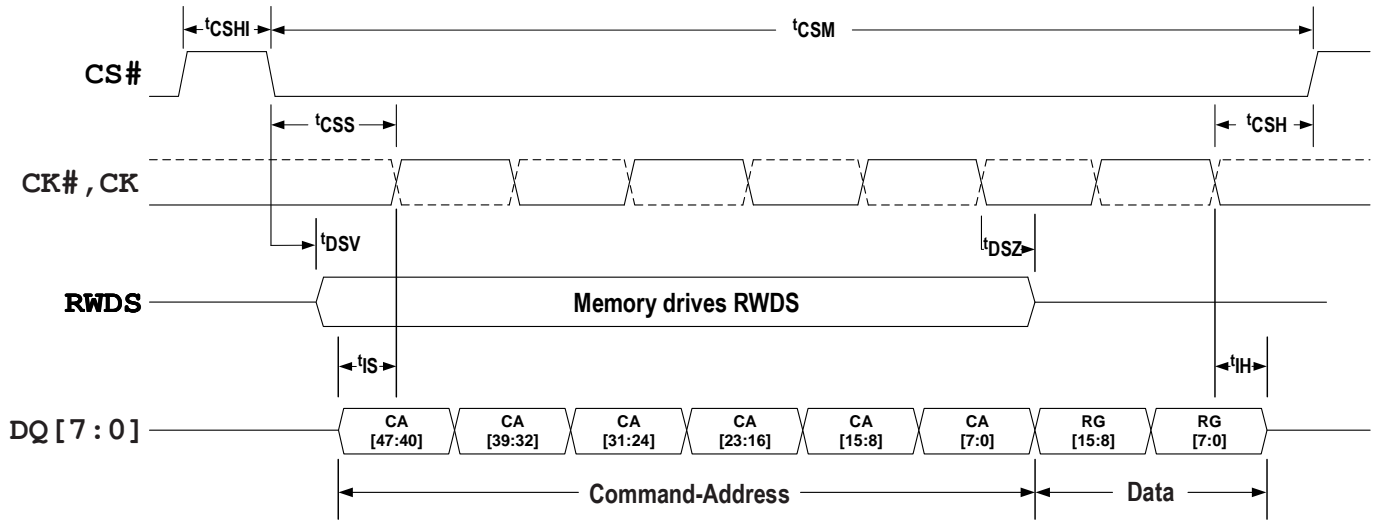 tCSHI
tCSM
CS#
tCSS
tCSH
CK#,CK
tDSV
tDSZ
RWDS
Memory drives RWDS
tIS
tIH
DQ[7:0]
CA [47:40]
CA [39:32]
CA [31:24]
CA [23:16]
CA [15:8]
CA [7:0]
RG [15:8]
RG [7:0]
Command-Address
Data